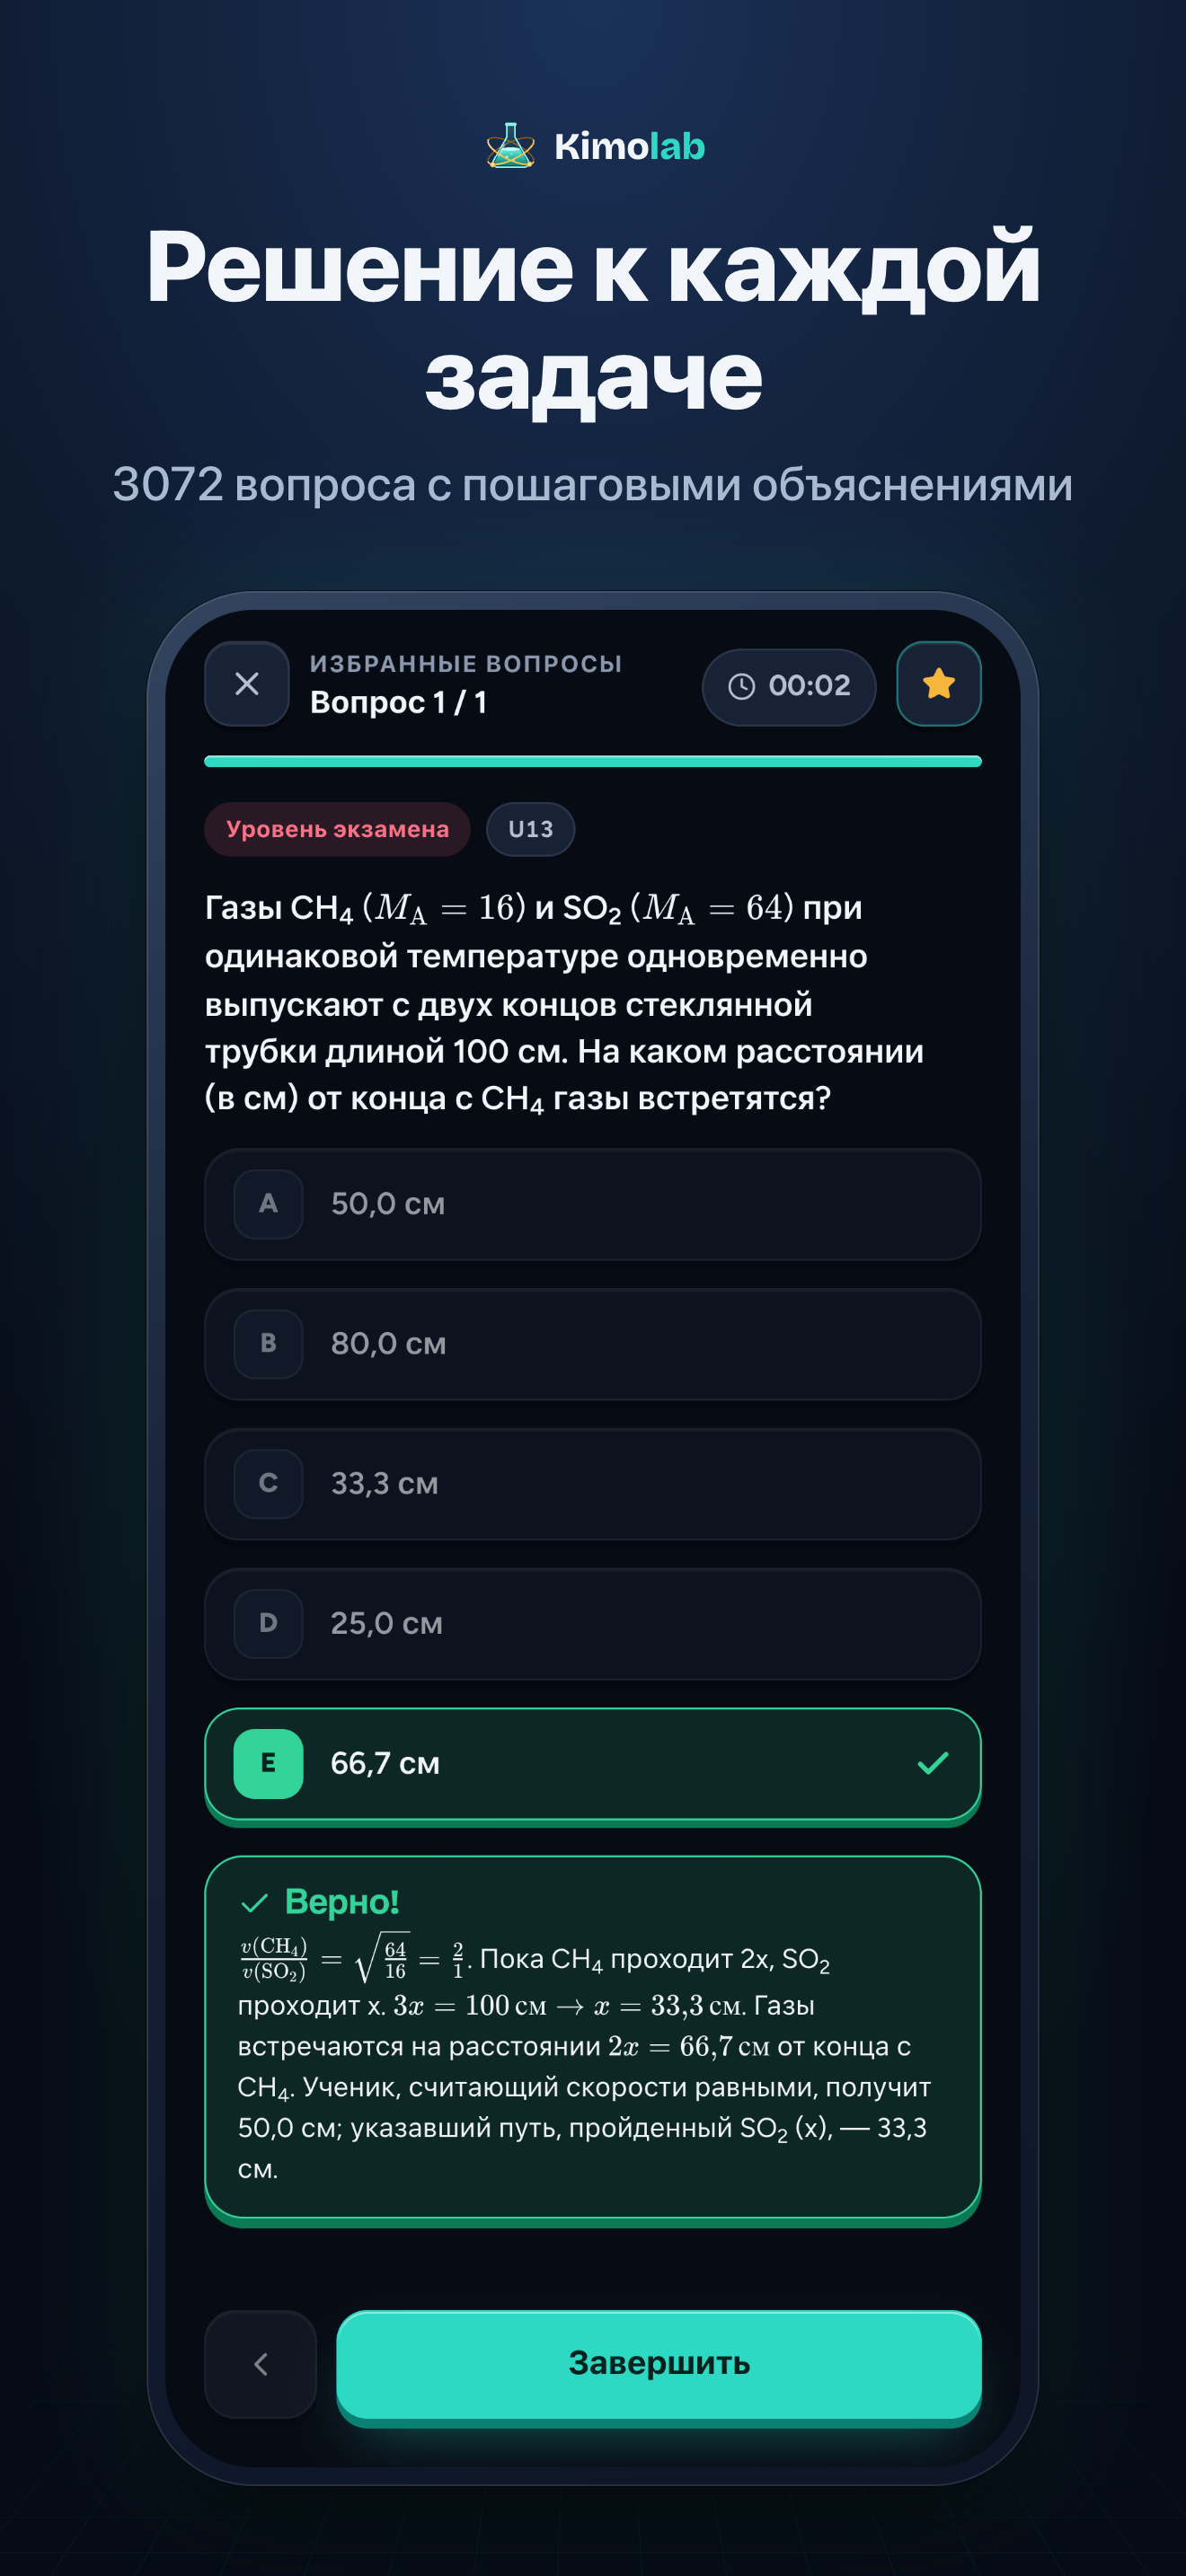 Kimolab
Решение к каждой
задаче
3072 вопроса с пошаговыми объяснениями
ИЗБРАННЫЕ ВОПРОСЫ
Вопрос 1 / 1
00:02
Уровень экзамена
U13
Газы CH₄ (M_A = 16) и SO₂ (M_A = 64) при
одинаковой температуре одновременно
выпускают с двух концов стеклянной
трубки длиной 100 см. На каком расстоянии
(в см) от конца с CH₄ газы встретятся?
A 50,0 см
B 80,0 см
C 33,3 см
D 25,0 см
E 66,7 см
Верно!
v(CH₄)/v(SO₂) = √(64/16) = 2/1. Пока CH₄ проходит 2x, SO₂
проходит x. 3x = 100 см → x = 33,3 см. Газы
встречаются на расстоянии 2x = 66,7 см от конца с
CH₄. Ученик, считающий скорости равными, получит
50,0 см; указавший путь, пройденный SO₂ (x), — 33,3
см.
Завершить